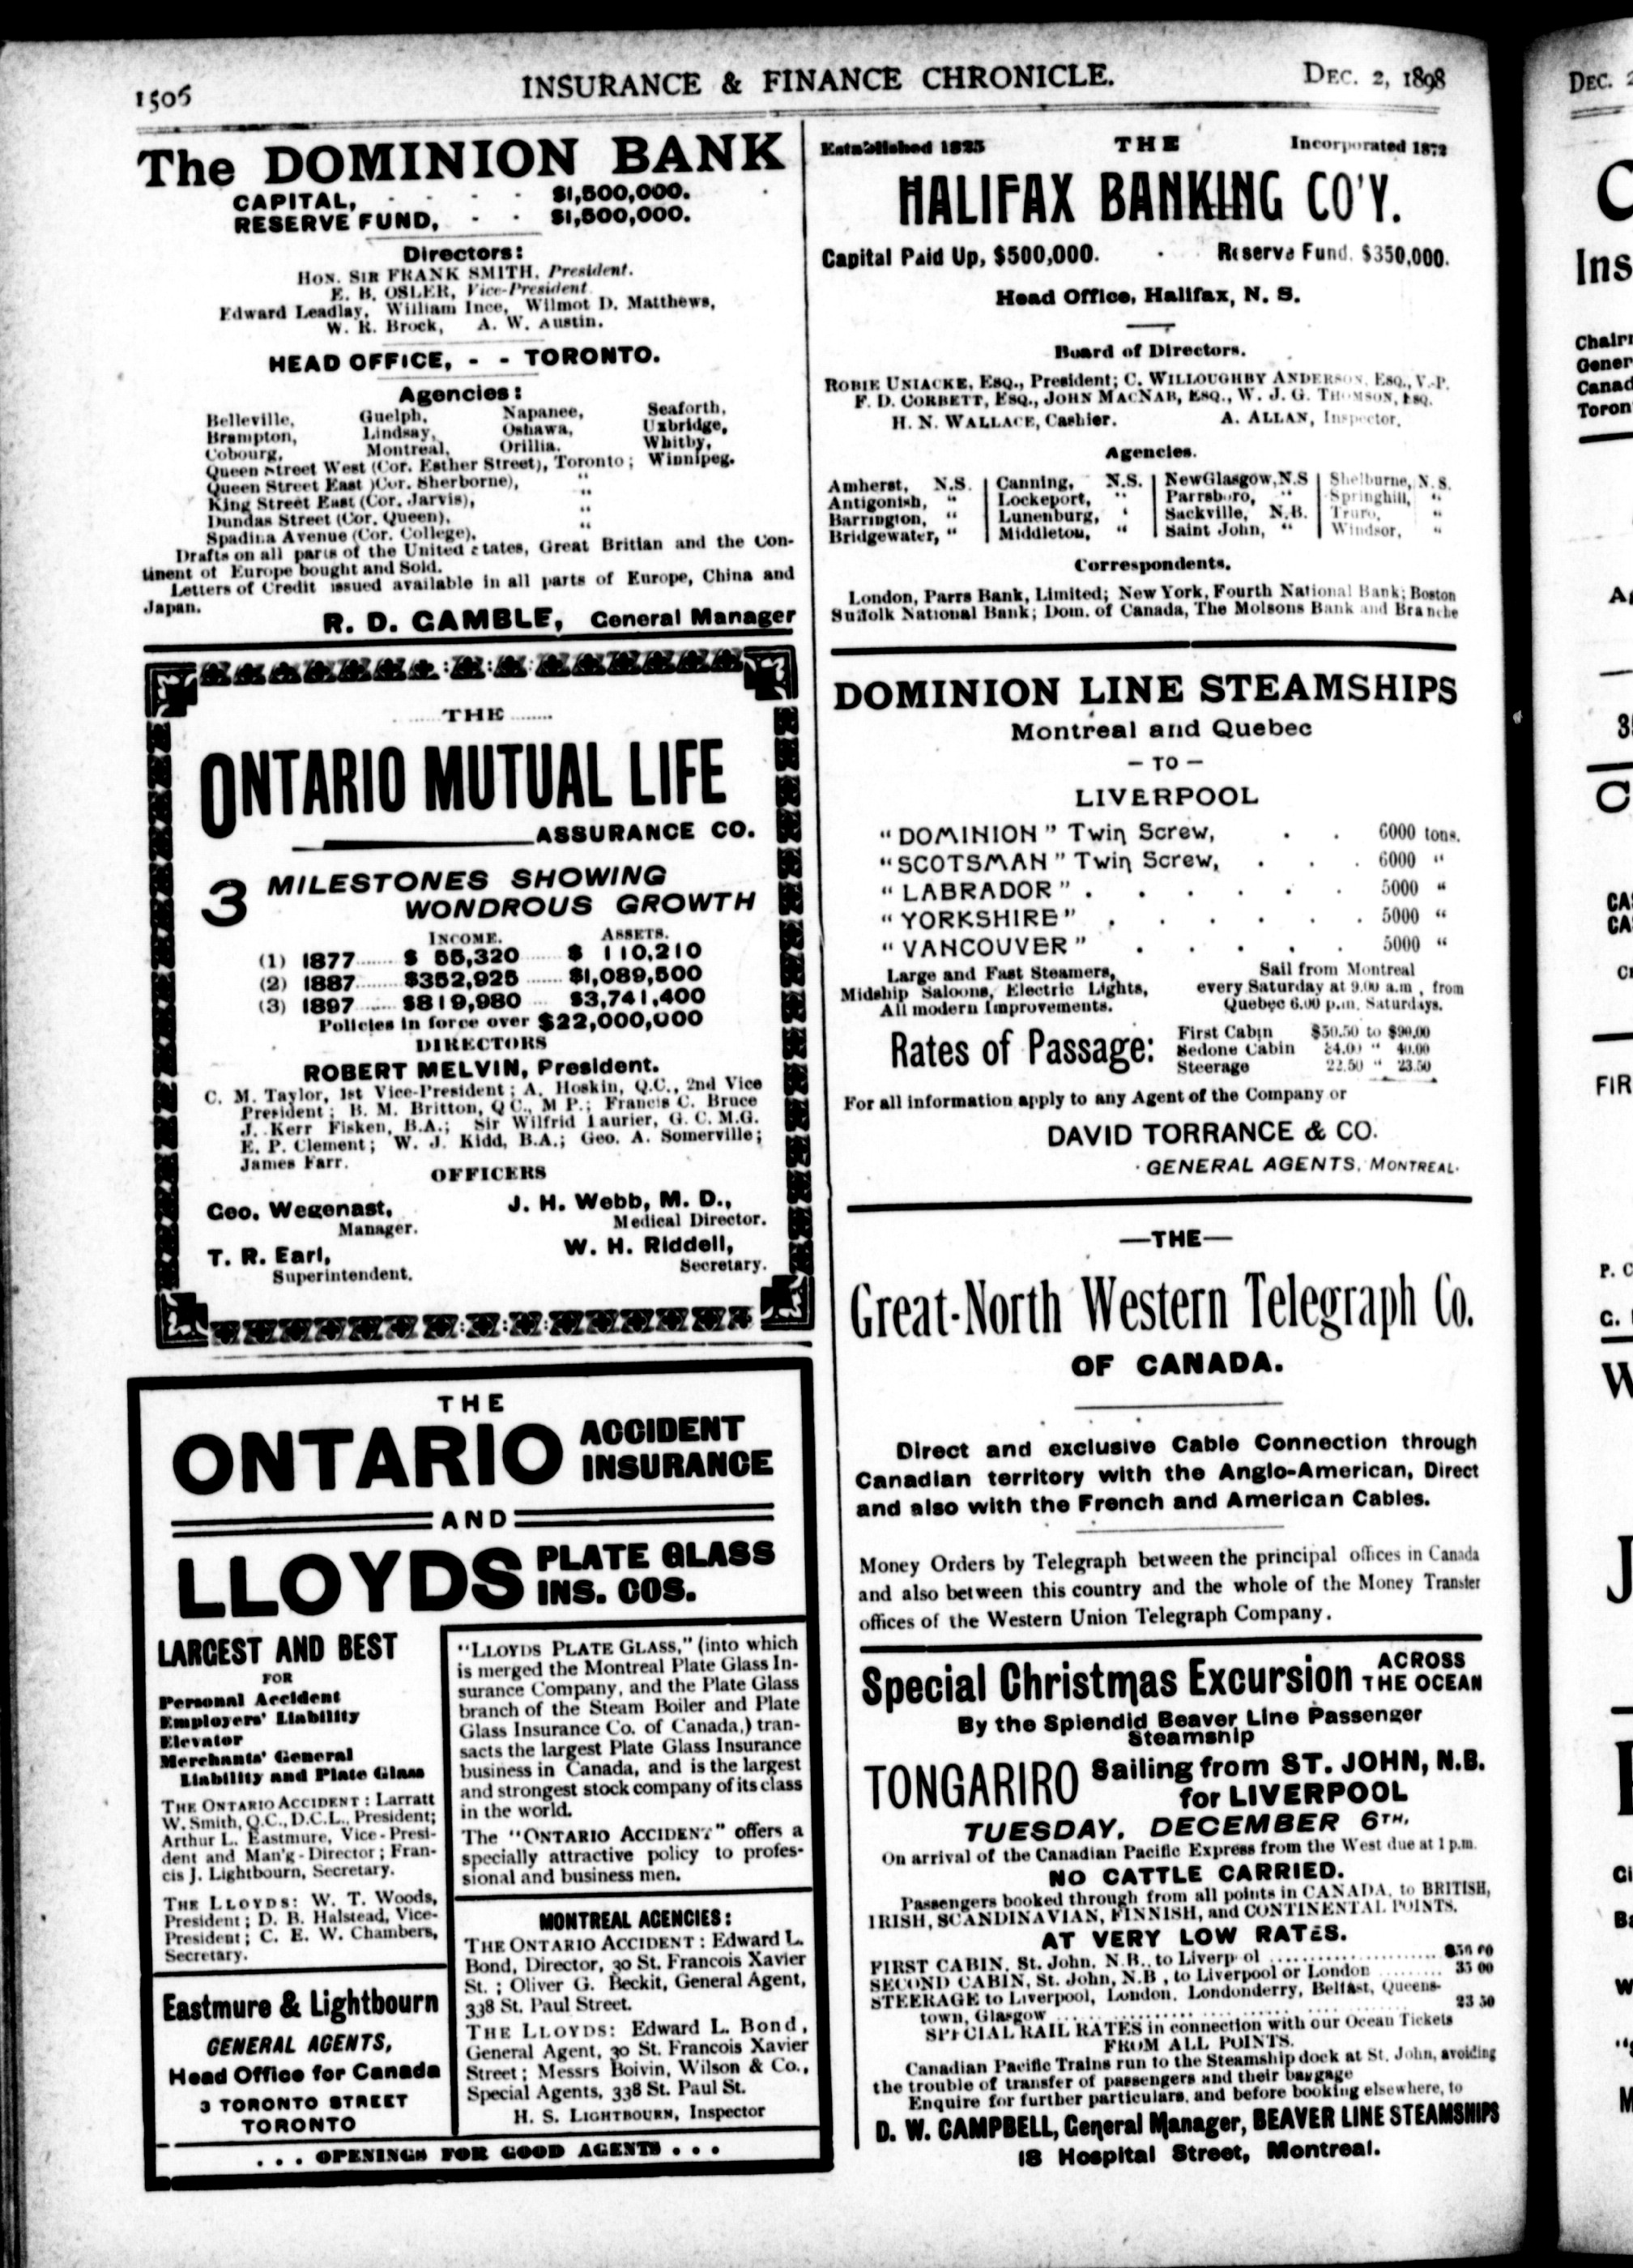 1506
INSURANCE & FINANCE CHRONICLE.
DEC. 2, 1898
The DOMINION BANK
CAPITAL, - - - - $1,500,000.
RESERVE FUND, - - $1,500,000.
Directors:
HON. SIR FRANK SMITH, President.
E. B. OSLER, Vice-President
Edward Leadlay, William Ince, Wilmot D. Matthews,
W. R. Brock, A. W. Austin.
HEAD OFFICE, - - TORONTO.
Agencies:
Belleville, Guelph, Napanee, Seaforth,
Brampton, Lindsay, Oshawa, Uxbridge,
Cobourg, Montreal, Orillia. Whitby,
Queen Street West (Cor. Esther Street), Toronto; Winnipeg.
Queen Street East )Cor. Sherborne), "
King Street East (Cor. Jarvis), "
Dundas Street (Cor. Queen), "
Spadina Avenue (Cor. College). "
Drafts on all parts of the United states, Great Britian and the Con-
tinent of Europe bought and Sold.
Letters of Credit issued available in all parts of Europe, China and
Japan.
R. D. GAMBLE, General Manager
THE
ONTARIO MUTUAL LIFE
ASSURANCE CO.
3 MILESTONES SHOWING
WONDROUS GROWTH
INCOME. ASSETS.
(1) 1877 $ 55,320 $ 110,210
(2) 1887 $352,925 $1,089,500
(3) 1897 $819,980 $3,741,400
Policies in force over $22,000,000
DIRECTORS
ROBERT MELVIN, President.
C. M. Taylor, 1st Vice-President; A. Hoskin, Q.C., 2nd Vice
President; B. M. Britton, Q C., M P.; Francis C. Bruce
J. Kerr Fisken, B.A.; Sir Wilfrid Laurier, G. C. M.G.
E. P. Clement; W. J. Kidd, B.A.; Geo. A. Somerville;
James Farr.
OFFICERS
Geo. Wegenast,
Manager.
J. H. Webb, M. D.,
Medical Director.
T. R. Earl,
Superintendent.
W. H. Riddell,
Secretary.
THE
ONTARIO ACCIDENT
INSURANCE
AND
LLOYDS PLATE GLASS
INS. COS.
LARGEST AND BEST
FOR
Personal Accident
Employers' Liability
Elevator
Merchants' General
Liability and Plate Glass
THE ONTARIO ACCIDENT: Larratt
W. Smith, Q.C., D.C.L., President;
Arthur L. Eastmure, Vice-Presi-
dent and Man'g-Director; Fran-
cis J. Lightbourn, Secretary.
THE LLOYDS: W. T. Woods,
President; D. B. Halstead, Vice-
President; C. E. W. Chambers,
Secretary.
Eastmure & Lightbourn
GENERAL AGENTS,
Head Office for Canada
3 TORONTO STREET
TORONTO
"LLOYDS PLATE GLASS," (into which
is merged the Montreal Plate Glass In-
surance Company, and the Plate Glass
branch of the Steam Boiler and Plate
Glass Insurance Co. of Canada,) tran-
sacts the largest Plate Glass Insurance
business in Canada, and is the largest
and strongest stock company of its class
in the world.
The "ONTARIO ACCIDENT" offers a
specially attractive policy to profes-
sional and business men.
MONTREAL AGENCIES:
THE ONTARIO ACCIDENT: Edward L.
Bond, Director, 30 St. Francois Xavier
St.; Oliver G. Beckit, General Agent,
338 St. Paul Street.
THE LLOYDS: Edward L. Bond,
General Agent, 30 St. Francois Xavier
Street; Messrs Boivin, Wilson & Co.,
Special Agents, 338 St. Paul St.
H. S. LIGHTBOURN, Inspector
. . . OPENINGS FOR GOOD AGENTS . . .
Established 1825 THE Incorporated 1872
HALIFAX BANKING CO'Y.
Capital Paid Up, $500,000. - Reserve Fund. $350,000.
Head Office, Halifax, N. S.
Board of Directors.
ROBIE UNIACKE, ESQ., President; C. WILLOUGHBY ANDERSON, ESQ., V.-P.
F. D. CORBETT, ESQ., JOHN MACNAB, ESQ., W. J. G. THOMSON, ESQ.
H. N. WALLACE, Cashier. A. ALLAN, Inspector.
Agencies.
Amherst, N.S. Canning, N.S. NewGlasgow, N.S Shelburne, N.S.
Antigonish, " Lockeport, " Parrsboro, " Springhill, "
Barrington, " Lunenburg, ' Sackville, N.B. Truro, "
Bridgewater, " Middleton, " Saint John, " Windsor, "
Correspondents.
London, Parrs Bank, Limited; New York, Fourth National Bank; Boston
Suffolk National Bank; Dom. of Canada, The Molsons Bank and Branche
DOMINION LINE STEAMSHIPS
Montreal and Quebec
— TO —
LIVERPOOL
"DOMINION" Twin Screw, . . 6000 tons.
"SCOTSMAN" Twin Screw, . . . 6000 "
"LABRADOR" . . . . . . 5000 "
"YORKSHIRE" . . . . . . 5000 "
"VANCOUVER" . . . . . 5000 "
Large and Fast Steamers,
Midship Saloons, Electric Lights,
All modern Improvements.
Sail from Montreal
every Saturday at 9.00 a.m , from
Quebec 6.00 p.m. Saturdays.
Rates of Passage:
First Cabin $50.50 to $90.00
Sedone Cabin 34.00 " 40.00
Steerage 22.50 " 23.50
For all information apply to any Agent of the Company or
DAVID TORRANCE & CO.
GENERAL AGENTS, MONTREAL.
—THE—
Great-North Western Telegraph Co.
OF CANADA.
Direct and exclusive Cable Connection through
Canadian territory with the Anglo-American, Direct
and also with the French and American Cables.
Money Orders by Telegraph between the principal offices in Canada
and also between this country and the whole of the Money Transfer
offices of the Western Union Telegraph Company.
Special Christmas Excursion ACROSS
THE OCEAN
By the Splendid Beaver Line Passenger
Steamship
TONGARIRO Sailing from ST. JOHN, N.B.
for LIVERPOOL
TUESDAY, DECEMBER 6TH,
On arrival of the Canadian Pacific Express from the West due at 1 p.m.
NO CATTLE CARRIED.
Passengers booked through from all points in CANADA, to BRITISH,
IRISH, SCANDINAVIAN, FINNISH, and CONTINENTAL POINTS.
AT VERY LOW RATES.
FIRST CABIN, St. John, N.B., to Liverpool
SECOND CABIN, St. John, N.B , to Liverpool or London 35 00
STEERAGE to Liverpool, London, Londonderry, Belfast, Queens-
town, Glasgow 23 50
SPECIAL RAIL RATES in connection with our Ocean Tickets
FROM ALL POINTS.
Canadian Pacific Trains run to the Steamship dock at St. John, avoiding
the trouble of transfer of passengers and their baggage
Enquire for further particulars, and before booking elsewhere, to
D. W. CAMPBELL, General Manager, BEAVER LINE STEAMSHIPS
18 Hospital Street, Montreal.
DEC.